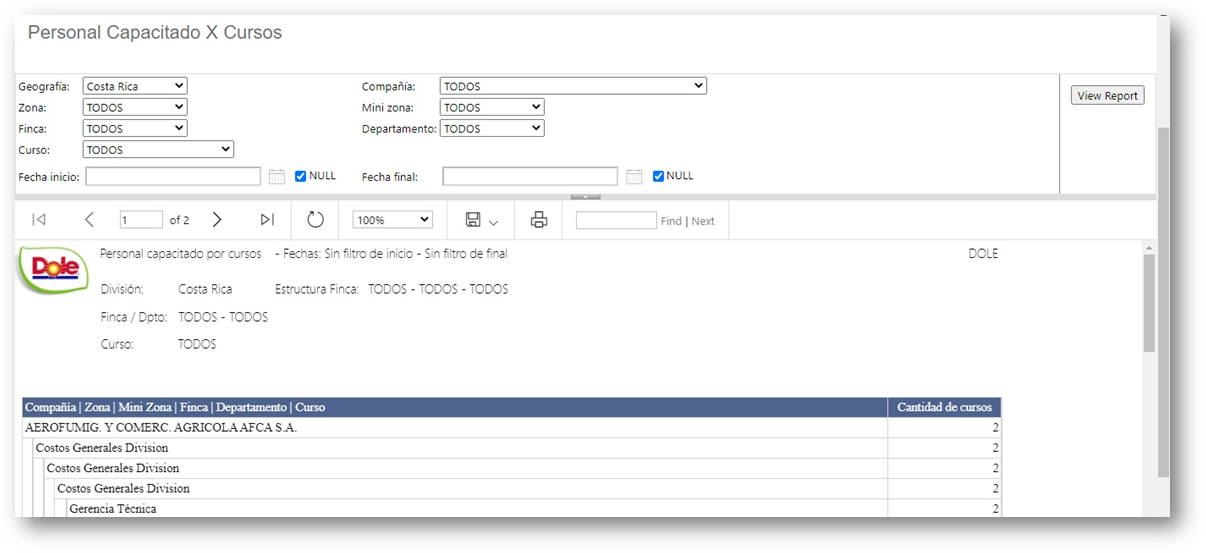 Personal Capacitado X Cursos
Geografía: Costa Rica Compañía: TODOS
View Report
Zona: TODOS Mini zona: TODOS
Finca: TODOS Departamento: TODOS
Curso: TODOS
Fecha inicio: NULL Fecha final: NULL
1 of 2 100% Find | Next
Dole
Personal capacitado por cursos - Fechas: Sin filtro de inicio - Sin filtro de final DOLE
División: Costa Rica Estructura Finca: TODOS - TODOS - TODOS
Finca / Dpto: TODOS - TODOS
Curso: TODOS
Compañía | Zona | Mini Zona | Finca | Departamento | Curso Cantidad de cursos
AEROFUMIG. Y COMERC. AGRICOLA AFCA S.A. 2
Costos Generales Division 2
Costos Generales Division 2
Costos Generales Division 2
Gerencia Técnica 2